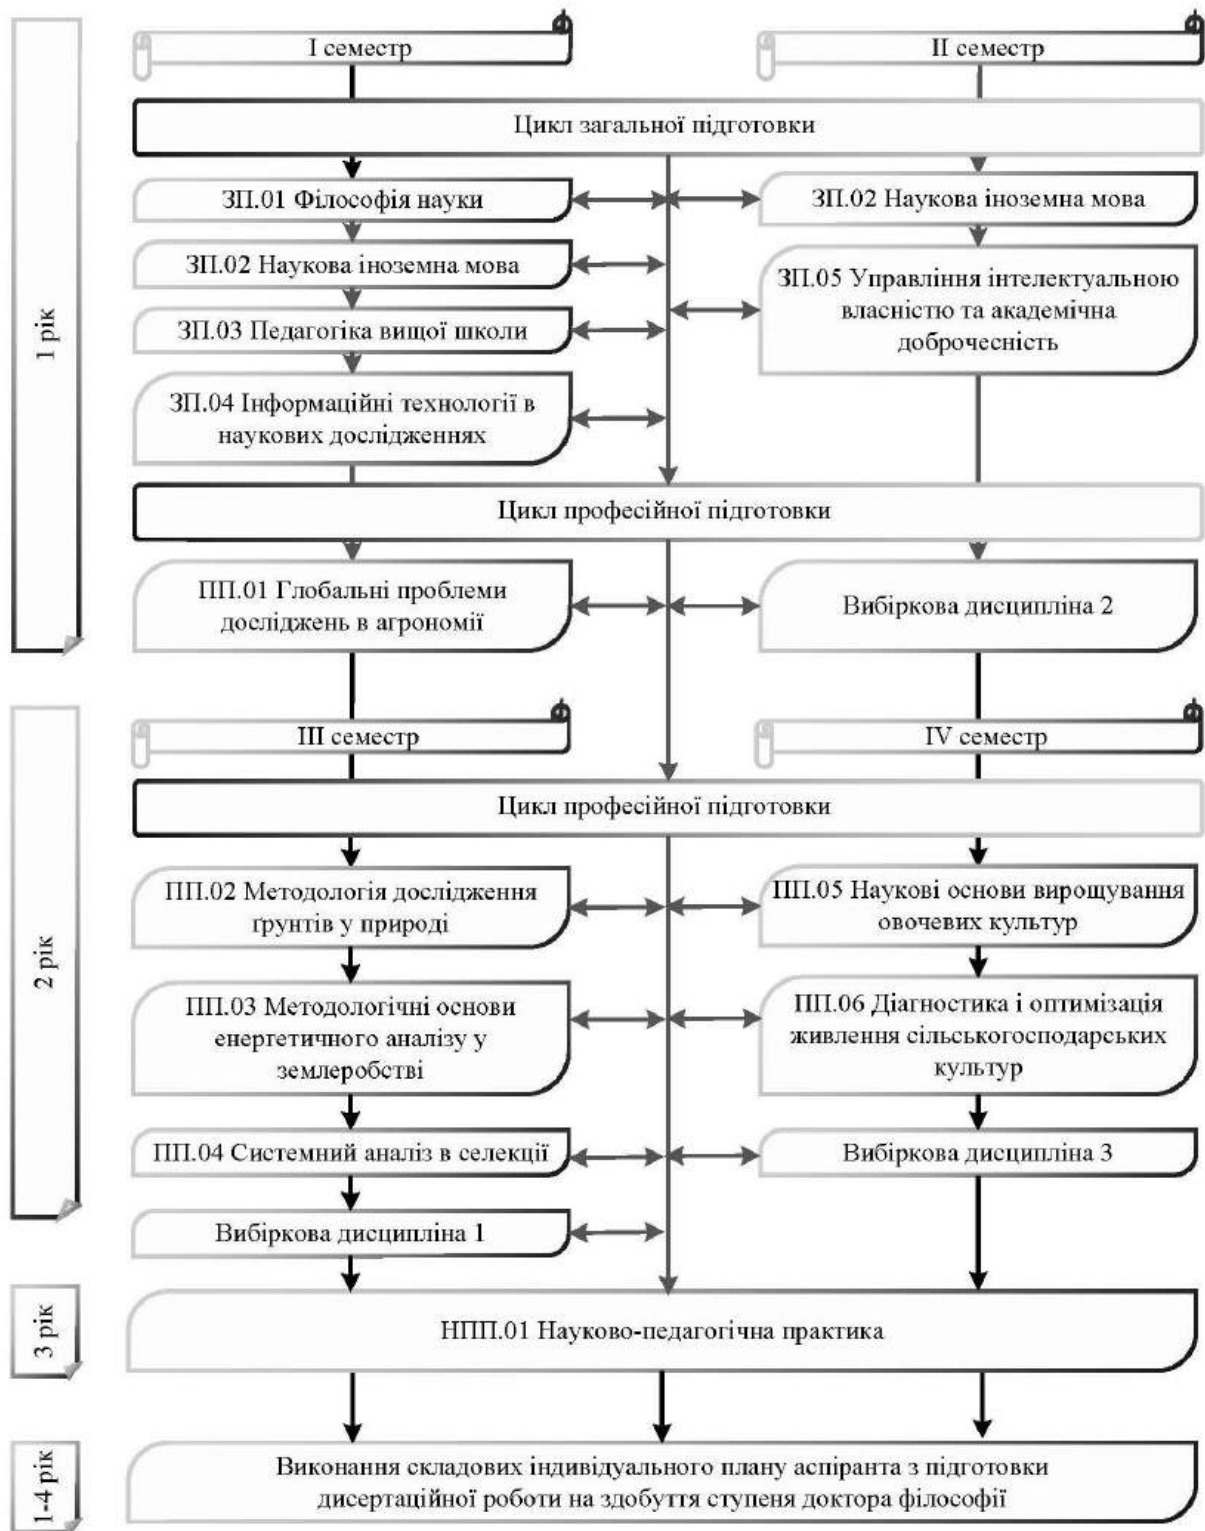 I семестр
II семестр
Цикл загальної підготовки
1 рік
ЗП.01 Філософія науки
ЗП.02 Наукова іноземна мова
ЗП.03 Педагогіка вищої школи
ЗП.04 Інформаційні технології в
наукових дослідженнях
ЗП.02 Наукова іноземна мова
ЗП.05 Управління інтелектуальною
власністю та академічна
доброчесність
Цикл професійної підготовки
ПП.01 Глобальні проблеми
досліджень в агрономії
Вибіркова дисципліна 2
III семестр
IV семестр
Цикл професійної підготовки
2 рік
ПП.02 Методологія дослідження
ґрунтів у природі
ПП.03 Методологічні основи
енергетичного аналізу у
землеробстві
ПП.04 Системний аналіз в селекції
Вибіркова дисципліна 1
ПП.05 Наукові основи вирощування
овочевих культур
ПП.06 Діагностика і оптимізація
живлення сільськогосподарських
культур
Вибіркова дисципліна 3
3 рік
НПП.01 Науково-педагогічна практика
1-4 рік
Виконання складових індивідуального плану аспіранта з підготовки
дисертаційної роботи на здобуття ступеня доктора філософії